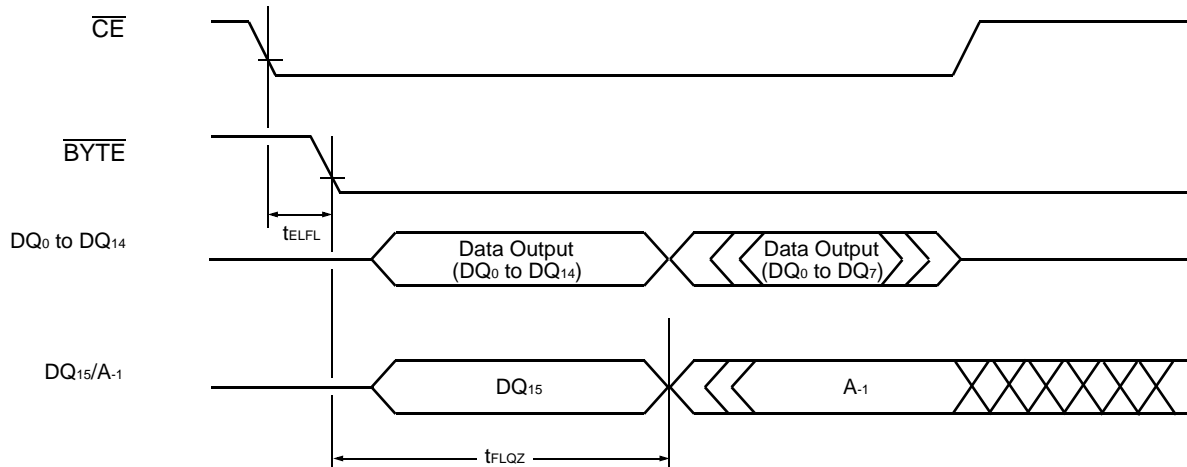 CE
BYTE
tELFL
DQ0 to DQ14
Data Output
(DQ0 to DQ14)
Data Output
(DQ0 to DQ7)
DQ15/A-1
DQ15
A-1
tFLQZ